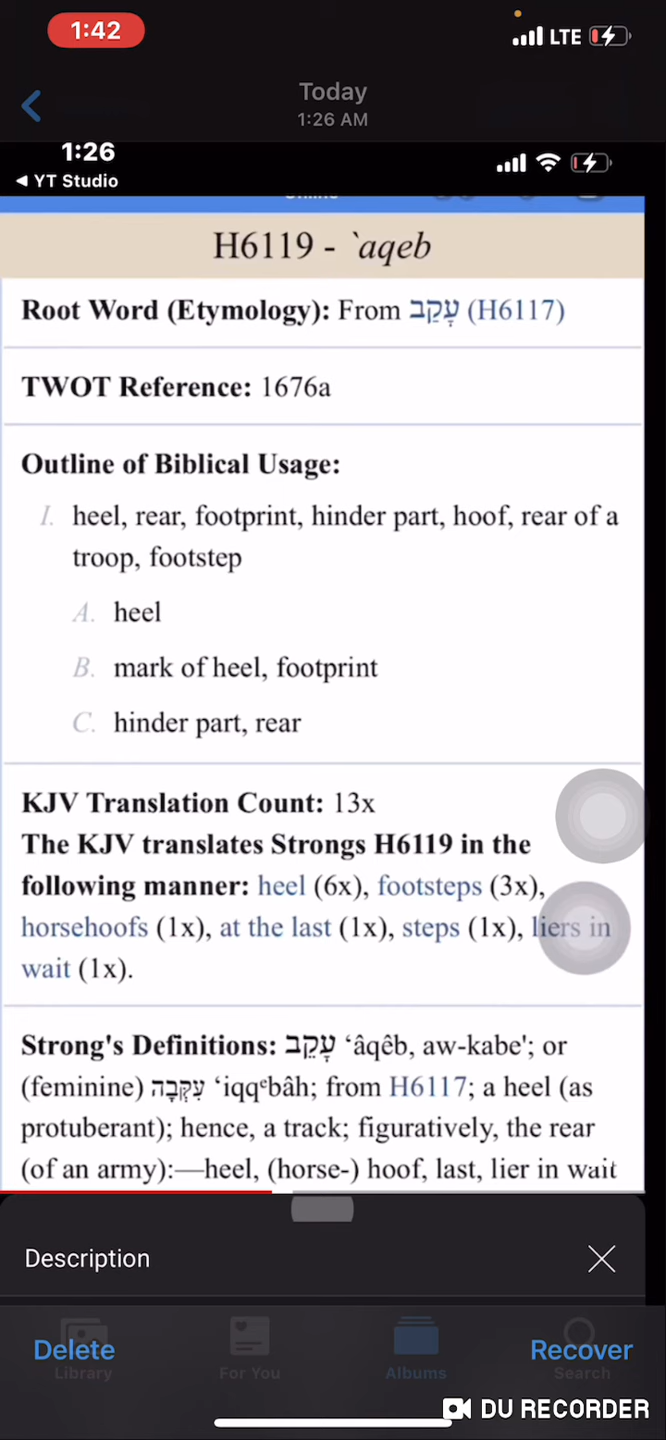 1:42
LTE
Today
1:26 AM
1:26
◄ YT Studio
H6119 - `aqeb
Root Word (Etymology): From עָקַב (H6117)
TWOT Reference: 1676a
Outline of Biblical Usage:
I. heel, rear, footprint, hinder part, hoof, rear of a
troop, footstep
A. heel
B. mark of heel, footprint
C. hinder part, rear
KJV Translation Count: 13x
The KJV translates Strongs H6119 in the
following manner: heel (6x), footsteps (3x),
horsehoofs (1x), at the last (1x), steps (1x), liers in
wait (1x).
Strong's Definitions: עָקֵב ʻâqêb, aw-kabe'; or
(feminine) עִקְּבָה ʻiqqᵉbâh; from H6117; a heel (as
protuberant); hence, a track; figuratively, the rear
(of an army):—heel, (horse-) hoof, last, lier in wait
Description
Delete
Recover
Library
For You
Albums
Search
DU RECORDER